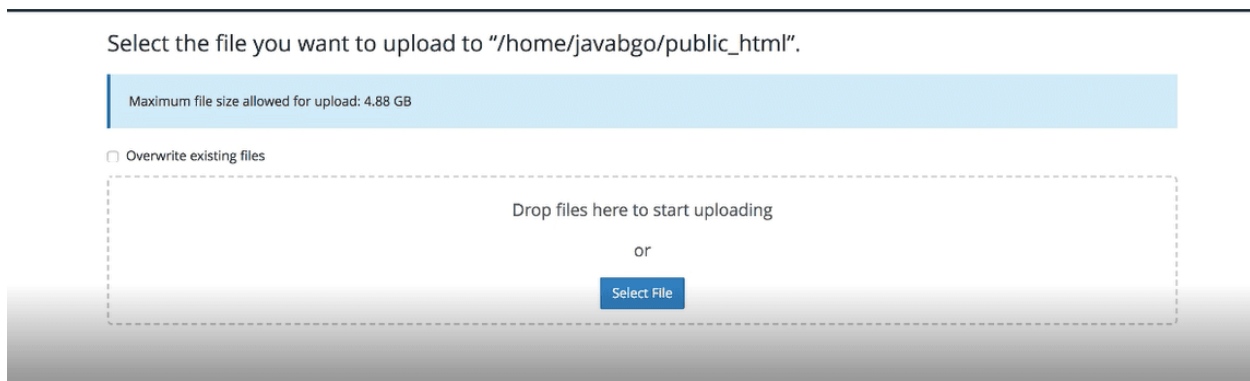 Select the file you want to upload to “/home/javabgo/public_html”.
Maximum file size allowed for upload: 4.88 GB
Overwrite existing files
Drop files here to start uploading
or
Select File